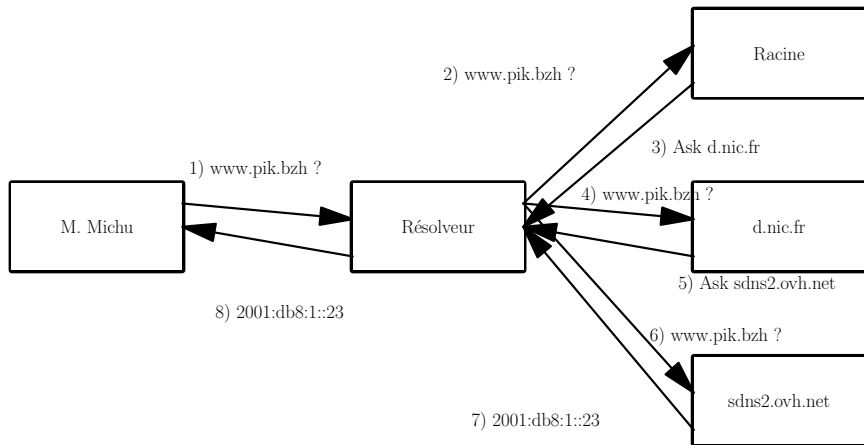 Racine
2) www.pik.bzh ?
3) Ask d.nic.fr
1) www.pik.bzh ?
4) www.pik.bzh ?
M. Michu
Résolveur
d.nic.fr
5) Ask sdns2.ovh.net
8) 2001:db8:1::23
6) www.pik.bzh ?
sdns2.ovh.net
7) 2001:db8:1::23